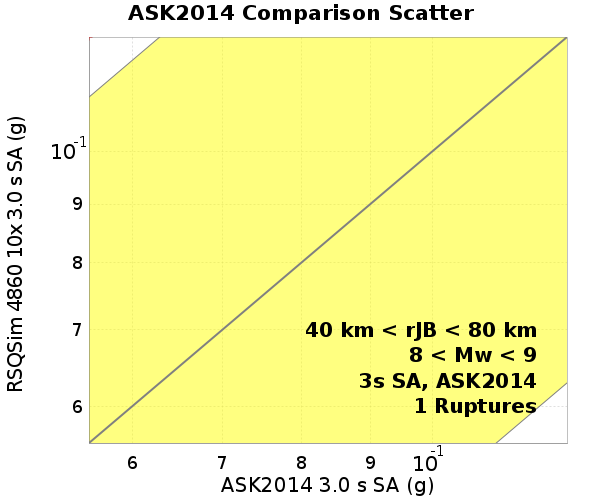 ASK2014 Comparison Scatter
RSQSim 4860 10x 3.0 s SA (g)
10-1
9
8
7
6
40 km < rJB < 80 km
8 < Mw < 9
3s SA, ASK2014
1 Ruptures
6 7 8 9 10-1
ASK2014 3.0 s SA (g)